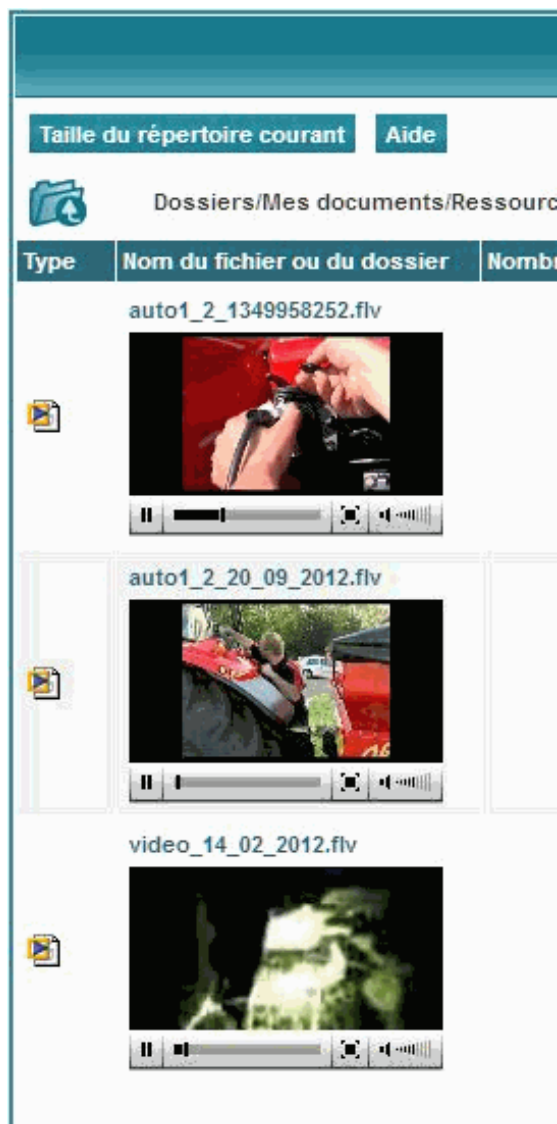 Taille du répertoire courant Aide
Dossiers/Mes documents/Ressourc
Type Nom du fichier ou du dossier Nombr
auto1_2_1349958252.flv
auto1_2_20_09_2012.flv
video_14_02_2012.flv